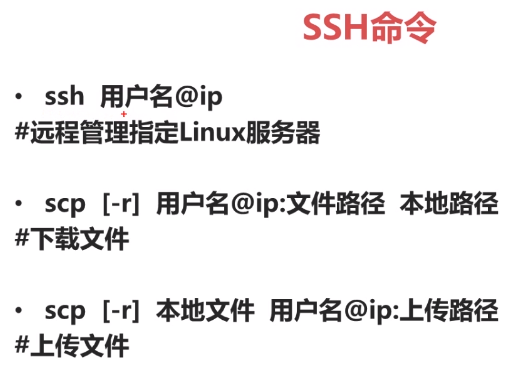 SSH命令
• ssh 用户名@ip
#远程管理指定Linux服务器
• scp [-r] 用户名@ip:文件路径 本地路径
#下载文件
• scp [-r] 本地文件 用户名@ip:上传路径
#上传文件